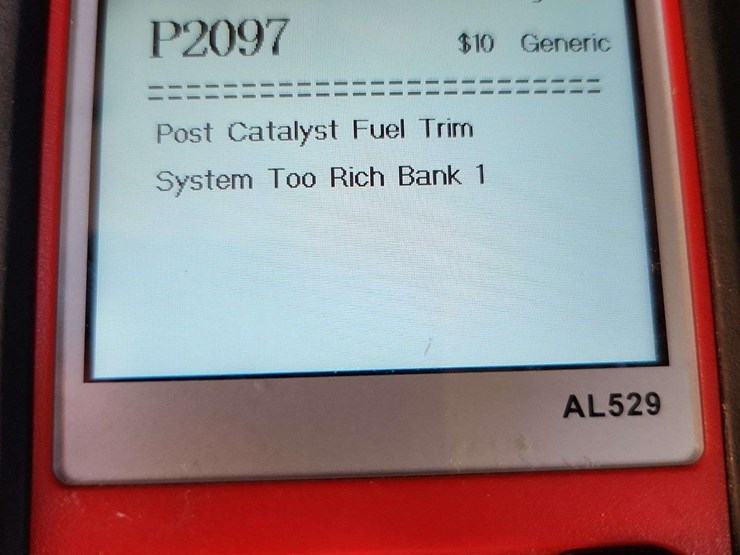 P2097 $10 Generic
============================
Post Catalyst Fuel Trim
System Too Rich Bank 1
AL529